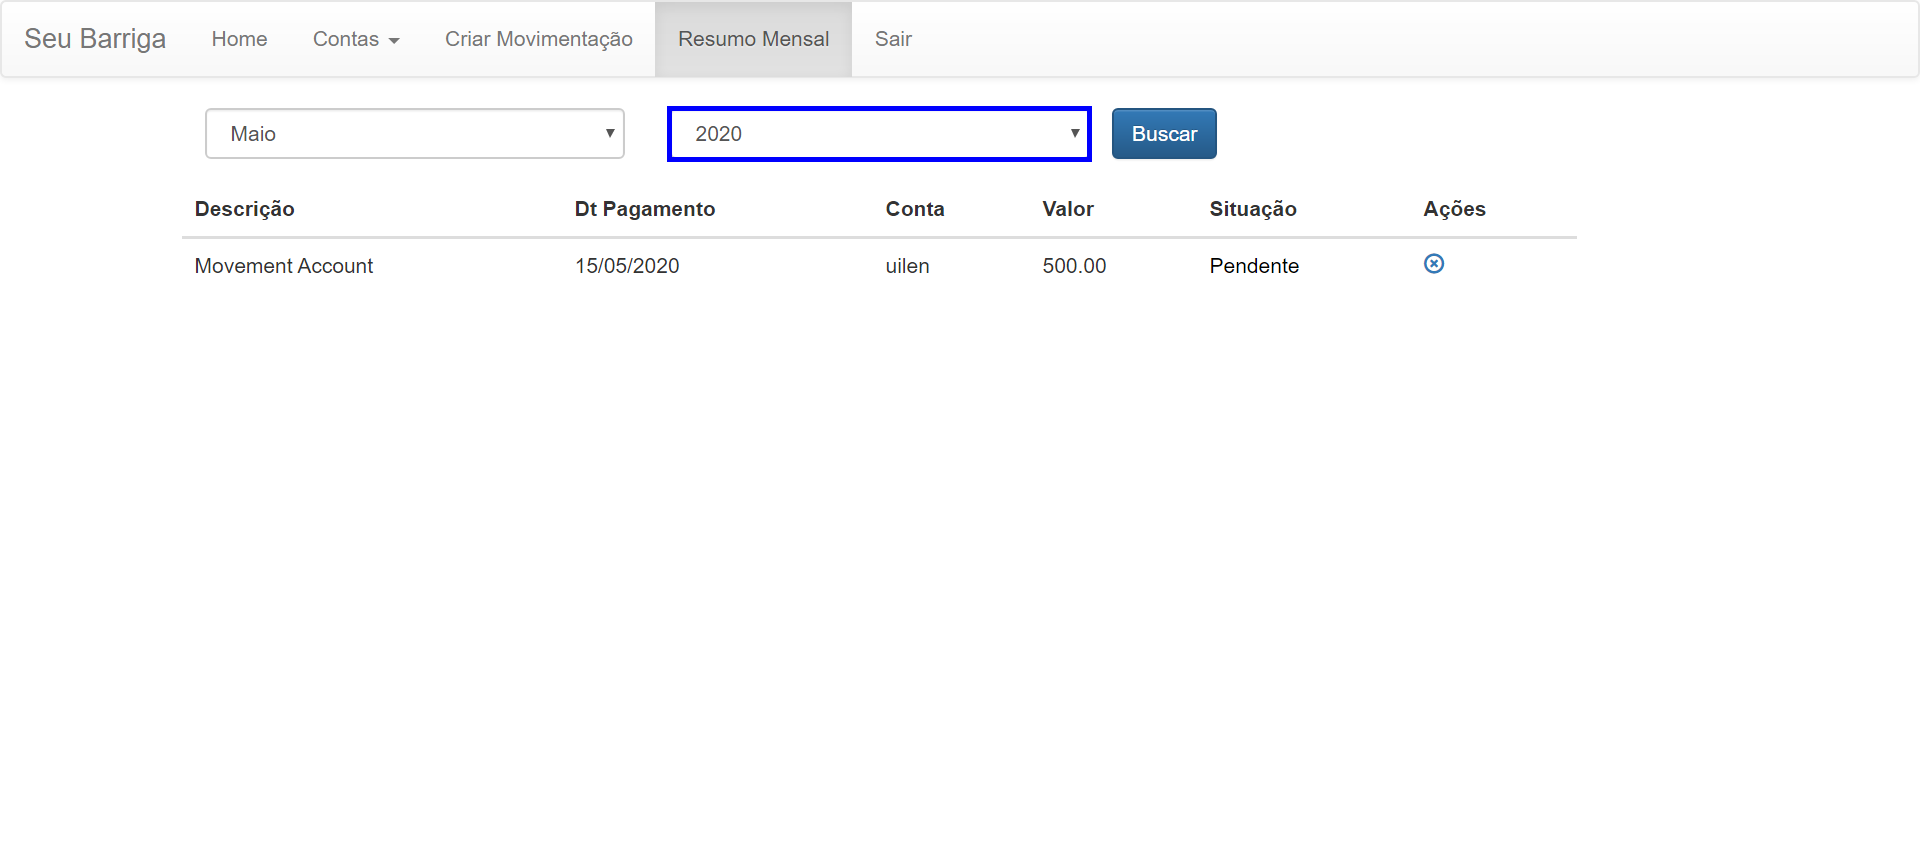 Seu Barriga Home Contas Criar Movimentação Resumo Mensal Sair
Maio 2020 Buscar
Descrição Dt Pagamento Conta Valor Situação Ações
Movement Account 15/05/2020 uilen 500.00 Pendente